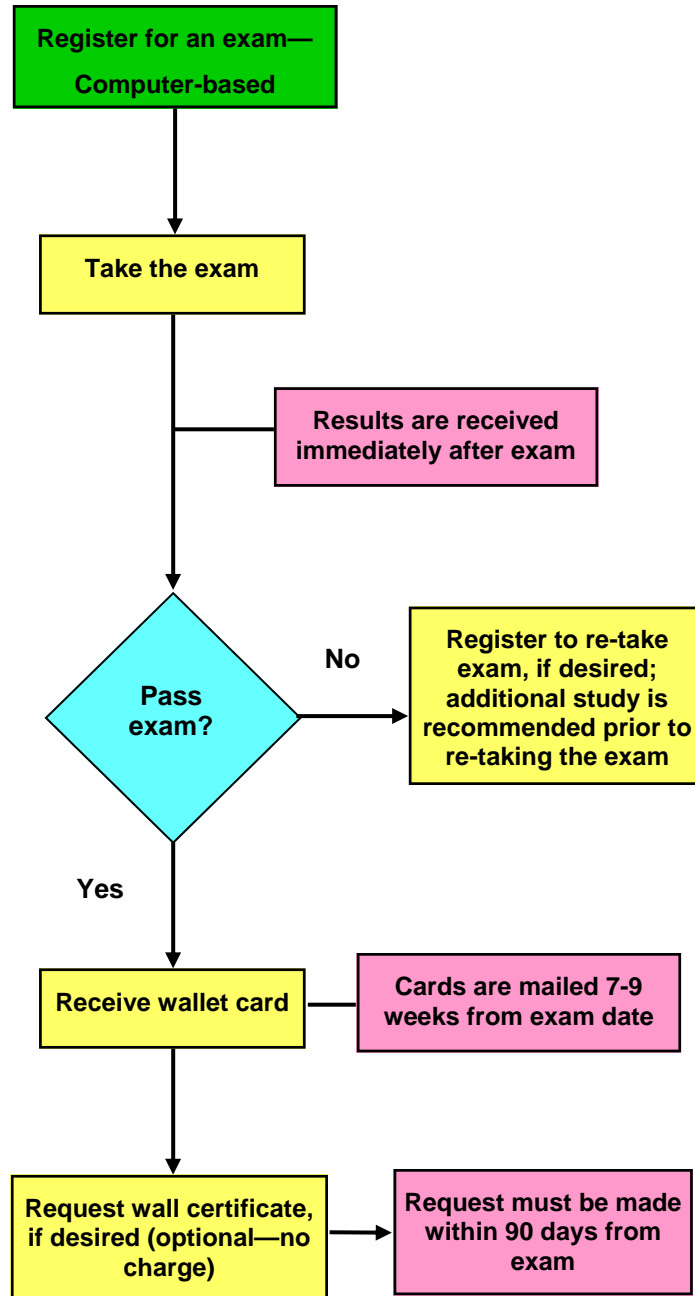 Register for an exam—
Computer-based
Take the exam
Results are received
immediately after exam
Pass
exam?
No
Register to re-take
exam, if desired;
additional study is
recommended prior to
re-taking the exam
Yes
Receive wallet card
Cards are mailed 7-9
weeks from exam date
Request wall certificate,
if desired (optional—no
charge)
Request must be made
within 90 days from
exam